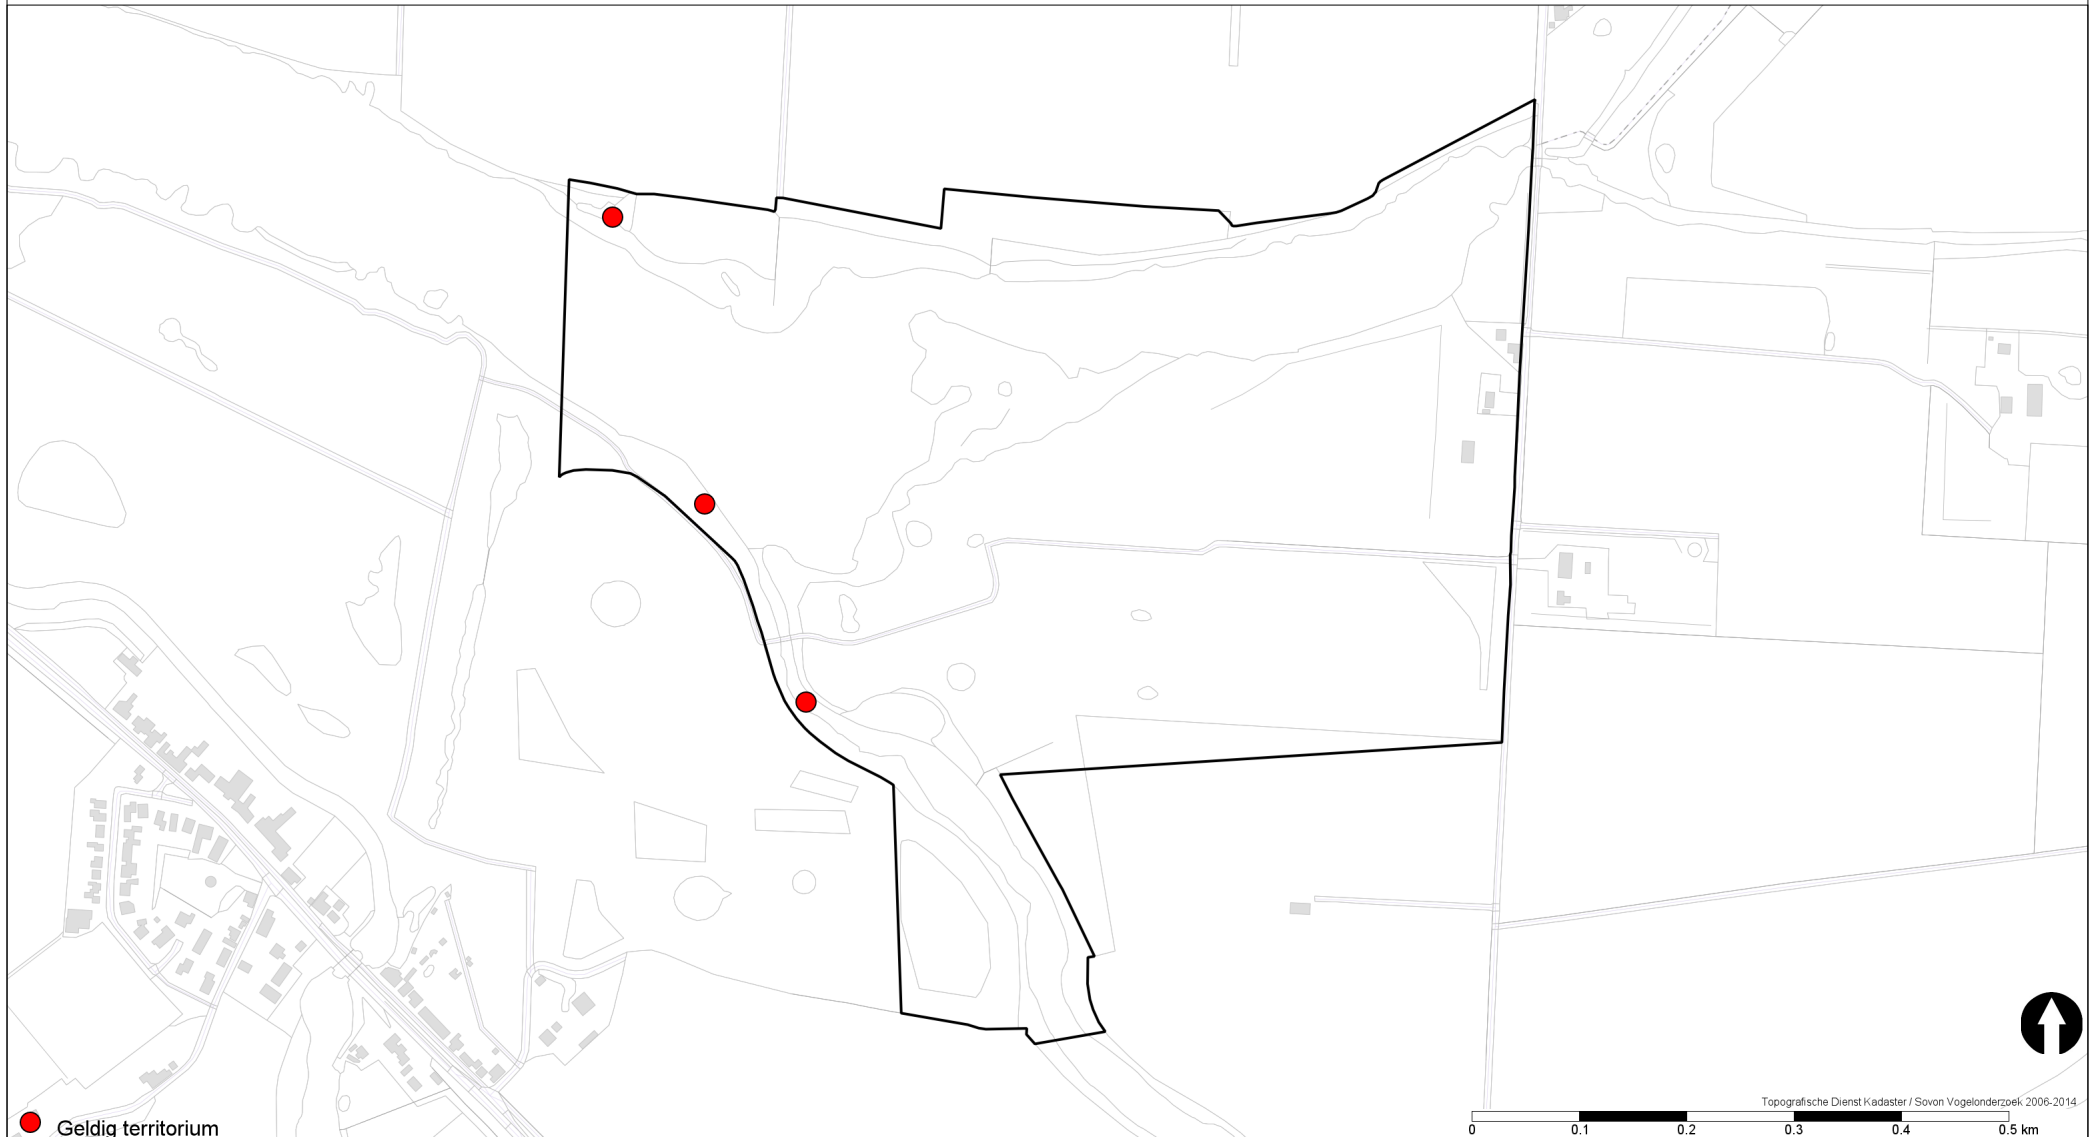 Topografische Dienst Kadaster / Sovon Vogelonderzoek 2006-2014
0 0.1 0.2 0.3 0.4 0.5 km
Geldig territorium